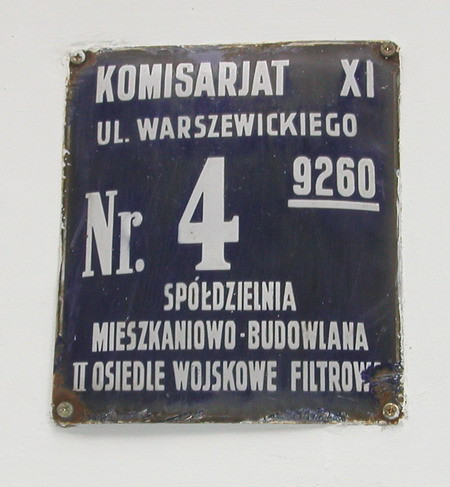 KOMISARJAT XI
UL. WARSZEWICKIEGO
9260
Nr. 4
SPÓŁDZIELNIA
MIESZKANIOWO-BUDOWLANA
II OSIEDLE WOJSKOWE FILTROWE